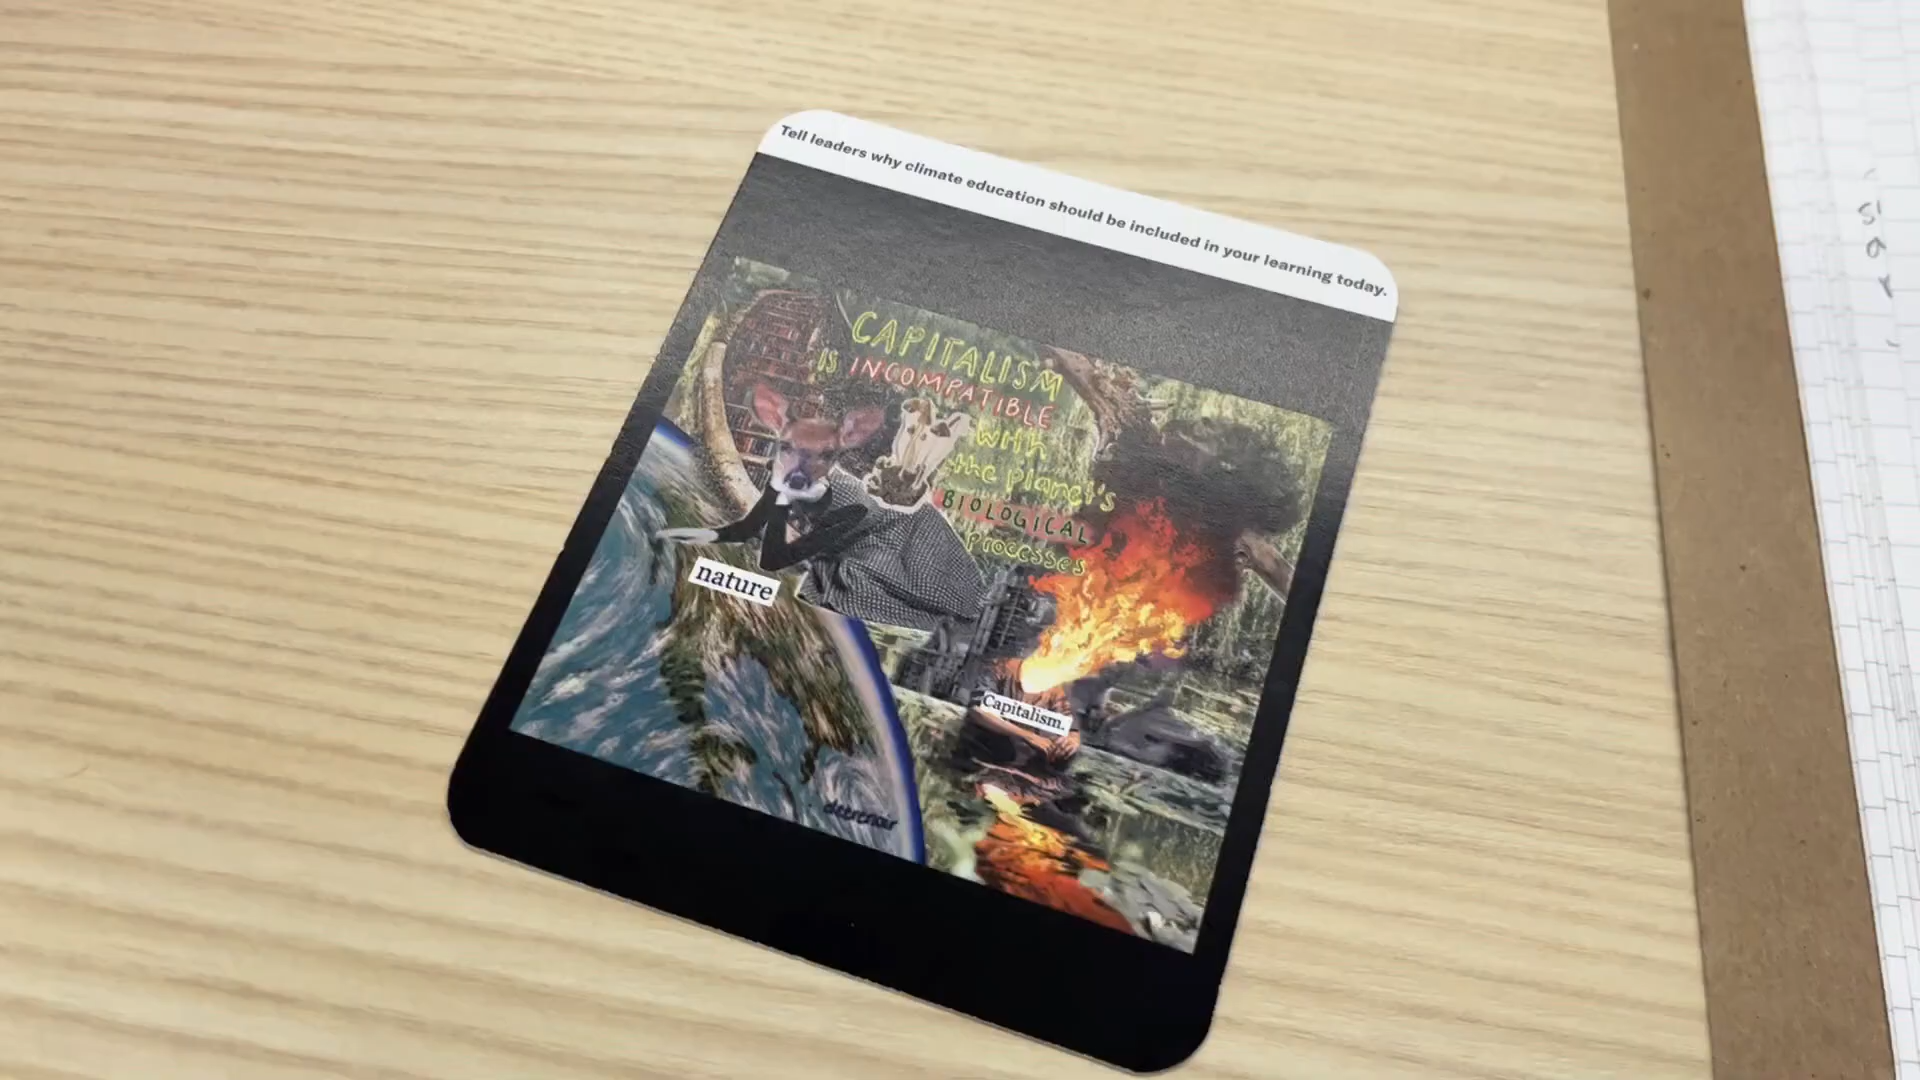 Tell leaders why climate education should be included in your learning today.
CAPITALISM
IS INCOMPATIBLE
with
the planet's
BIOLOGICAL
processes
nature
Capitalism.